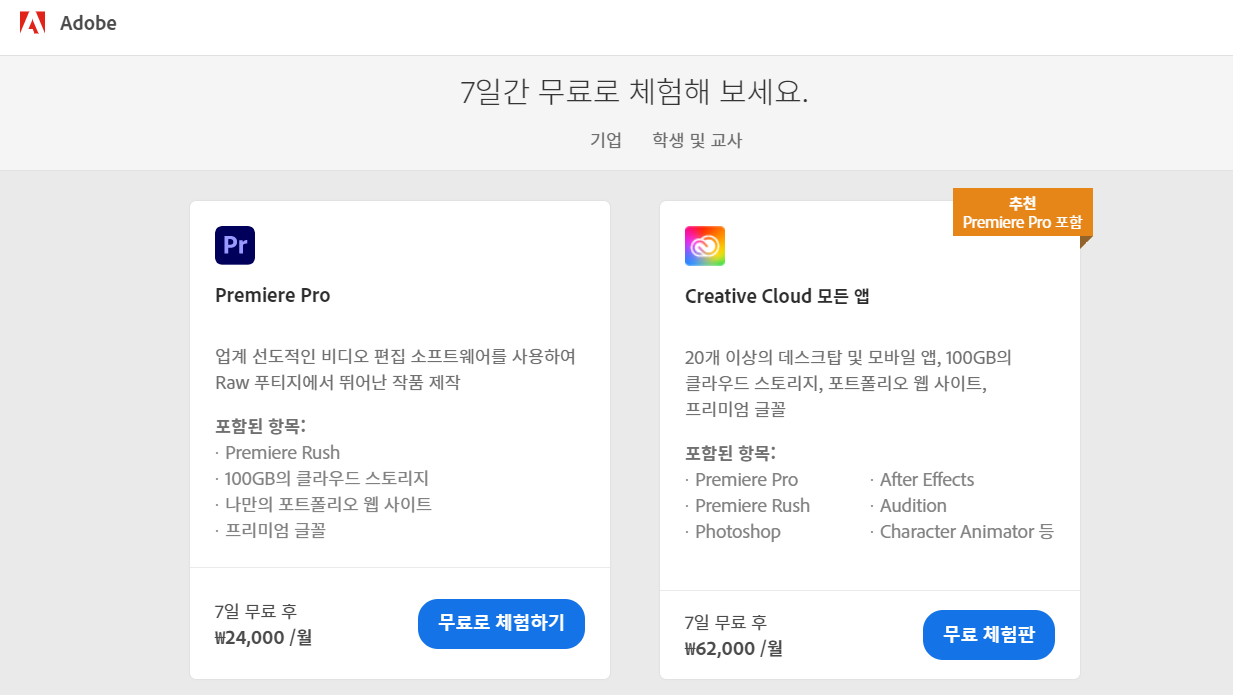 Adobe
7일간 무료로 체험해 보세요.
기업 학생 및 교사
Pr
Premiere Pro
업계 선도적인 비디오 편집 소프트웨어를 사용하여
Raw 푸티지에서 뛰어난 작품 제작
포함된 항목:
· Premiere Rush
· 100GB의 클라우드 스토리지
· 나만의 포트폴리오 웹 사이트
· 프리미엄 글꼴
7일 무료 후
₩24,000 /월
무료로 체험하기
추천
Premiere Pro 포함
Creative Cloud 모든 앱
20개 이상의 데스크탑 및 모바일 앱, 100GB의
클라우드 스토리지, 포트폴리오 웹 사이트,
프리미엄 글꼴
포함된 항목:
· Premiere Pro · After Effects
· Premiere Rush · Audition
· Photoshop · Character Animator 등
7일 무료 후
₩62,000 /월
무료 체험판